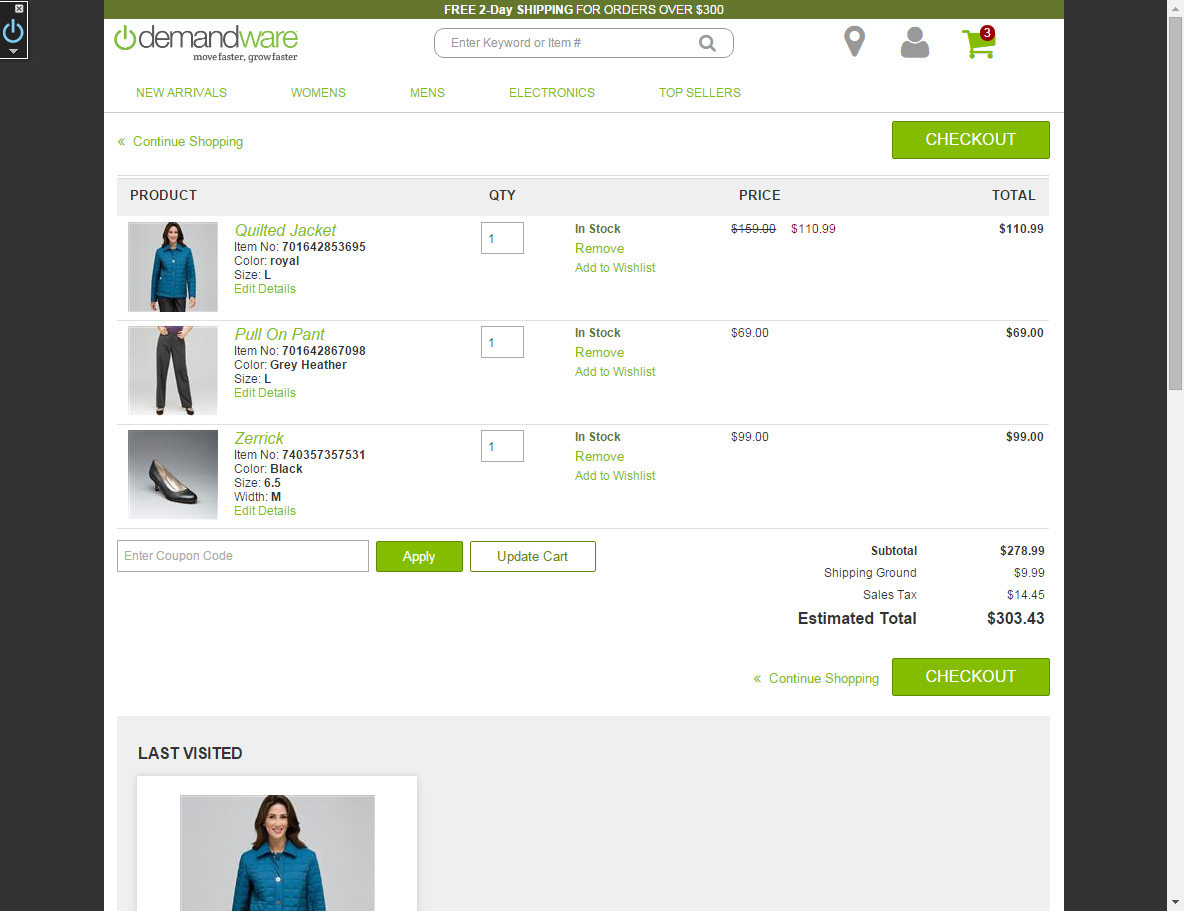 FREE 2-Day SHIPPING FOR ORDERS OVER $300
demandware
move faster, grow faster
Enter Keyword or Item #
3
NEW ARRIVALS WOMENS MENS ELECTRONICS TOP SELLERS
« Continue Shopping
CHECKOUT
PRODUCT QTY PRICE TOTAL
Quilted Jacket
Item No: 701642853695
Color: royal
Size: L
Edit Details
1
In Stock
Remove
Add to Wishlist
$159.00 $110.99
$110.99
Pull On Pant
Item No: 701642867098
Color: Grey Heather
Size: L
Edit Details
1
In Stock
Remove
Add to Wishlist
$69.00
$69.00
Zerrick
Item No: 740357357531
Color: Black
Size: 6.5
Width: M
Edit Details
1
In Stock
Remove
Add to Wishlist
$99.00
$99.00
Enter Coupon Code
Apply
Update Cart
Subtotal $278.99
Shipping Ground $9.99
Sales Tax $14.45
Estimated Total $303.43
« Continue Shopping
CHECKOUT
LAST VISITED